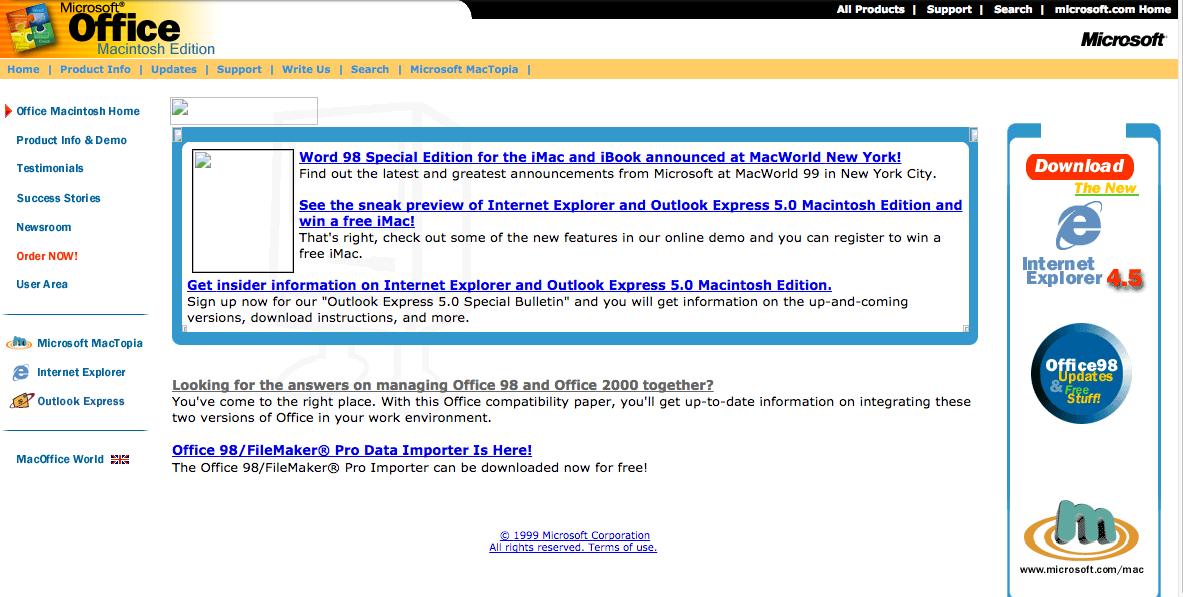 Microsoft®
Office
Macintosh Edition
All Products | Support | Search | microsoft.com Home
Microsoft
Home | Product Info | Updates | Support | Write Us | Search | Microsoft MacTopia |
Office Macintosh Home
Product Info & Demo
Testimonials
Success Stories
Newsroom
Order NOW!
User Area
Microsoft MacTopia
Internet Explorer
Outlook Express
MacOffice World
Word 98 Special Edition for the iMac and iBook announced at MacWorld New York!
Find out the latest and greatest announcements from Microsoft at MacWorld 99 in New York City.
See the sneak preview of Internet Explorer and Outlook Express 5.0 Macintosh Edition and
win a free iMac!
That's right, check out some of the new features in our online demo and you can register to win a
free iMac.
Get insider information on Internet Explorer and Outlook Express 5.0 Macintosh Edition.
Sign up now for our "Outlook Express 5.0 Special Bulletin" and you will get information on the up-and-coming
versions, download instructions, and more.
Looking for the answers on managing Office 98 and Office 2000 together?
You've come to the right place. With this Office compatibility paper, you'll get up-to-date information on integrating these
two versions of Office in your work environment.
Office 98/FileMaker® Pro Data Importer Is Here!
The Office 98/FileMaker® Pro Importer can be downloaded now for free!
© 1999 Microsoft Corporation
All rights reserved. Terms of use.
Download
The New
Internet
Explorer 4.5
Office98
Updates
& Free
Stuff!
m
www.microsoft.com/mac